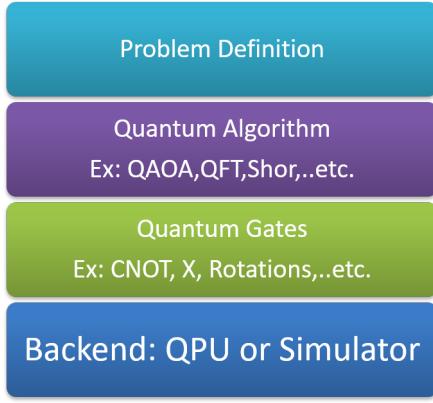 Problem Definition
Quantum Algorithm
Ex: QAOA,QFT,Shor,..etc.
Quantum Gates
Ex: CNOT, X, Rotations,..etc.
Backend: QPU or Simulator